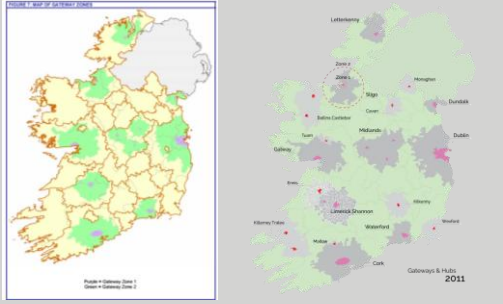 FIGURE 7: MAP OF GATEWAY ZONES
Purple = Gateway Zone 1
Green = Gateway Zone 2
Letterkenny
Zone 2
Zone 1
Sligo
Monaghan
Cavan
Dundalk
Ballina Castlebar
Tuam
Midlands
Dublin
Galway
Ennis
Limerick Shannon
Kilkenny
Wexford
Waterford
Killarney Tralee
Mallow
Cork
Gateways & Hubs
2011